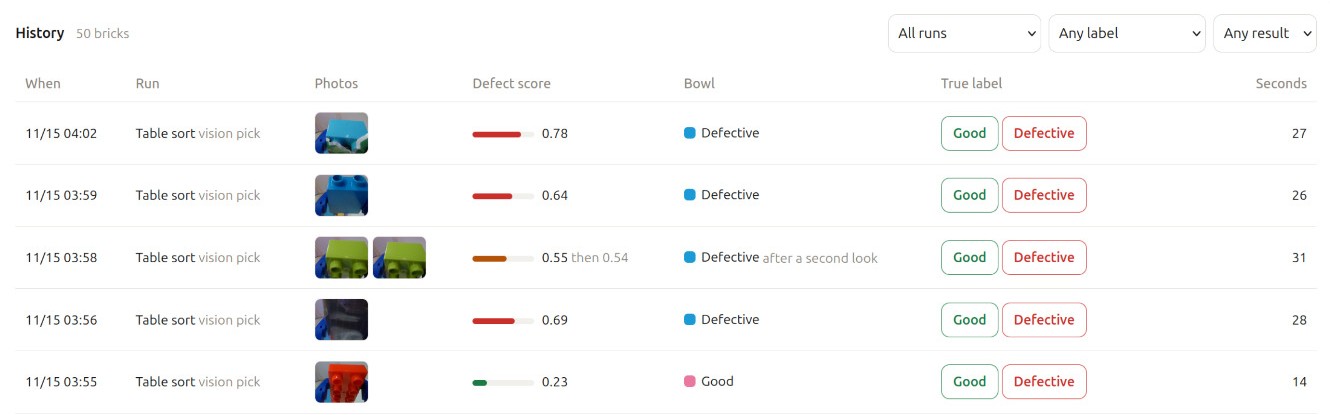 History 50 bricks All runs Any label Any result
When Run Photos Defect score Bowl True label Seconds
11/15 04:02 Table sort vision pick 0.78 Defective Good Defective 27
11/15 03:59 Table sort vision pick 0.64 Defective Good Defective 26
11/15 03:58 Table sort vision pick 0.55 then 0.54 Defective after a second look Good Defective 31
11/15 03:56 Table sort vision pick 0.69 Defective Good Defective 28
11/15 03:55 Table sort vision pick 0.23 Good Good Defective 14